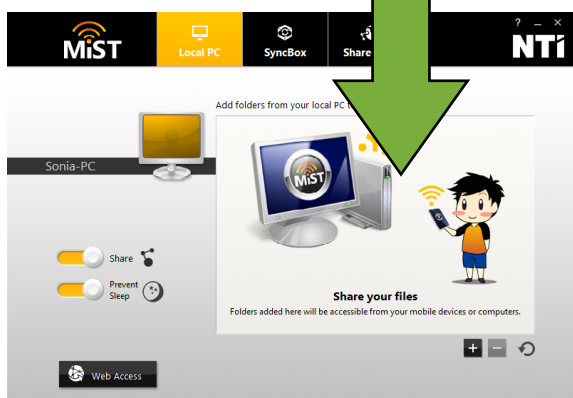 MiST
Local PC
SyncBox
Share
? – ×
NTi
Add folders from your local PC
Sonia-PC
MiST
Share
Prevent
Sleep
Share your files
Folders added here will be accessible from your mobile devices or computers.
Web Access